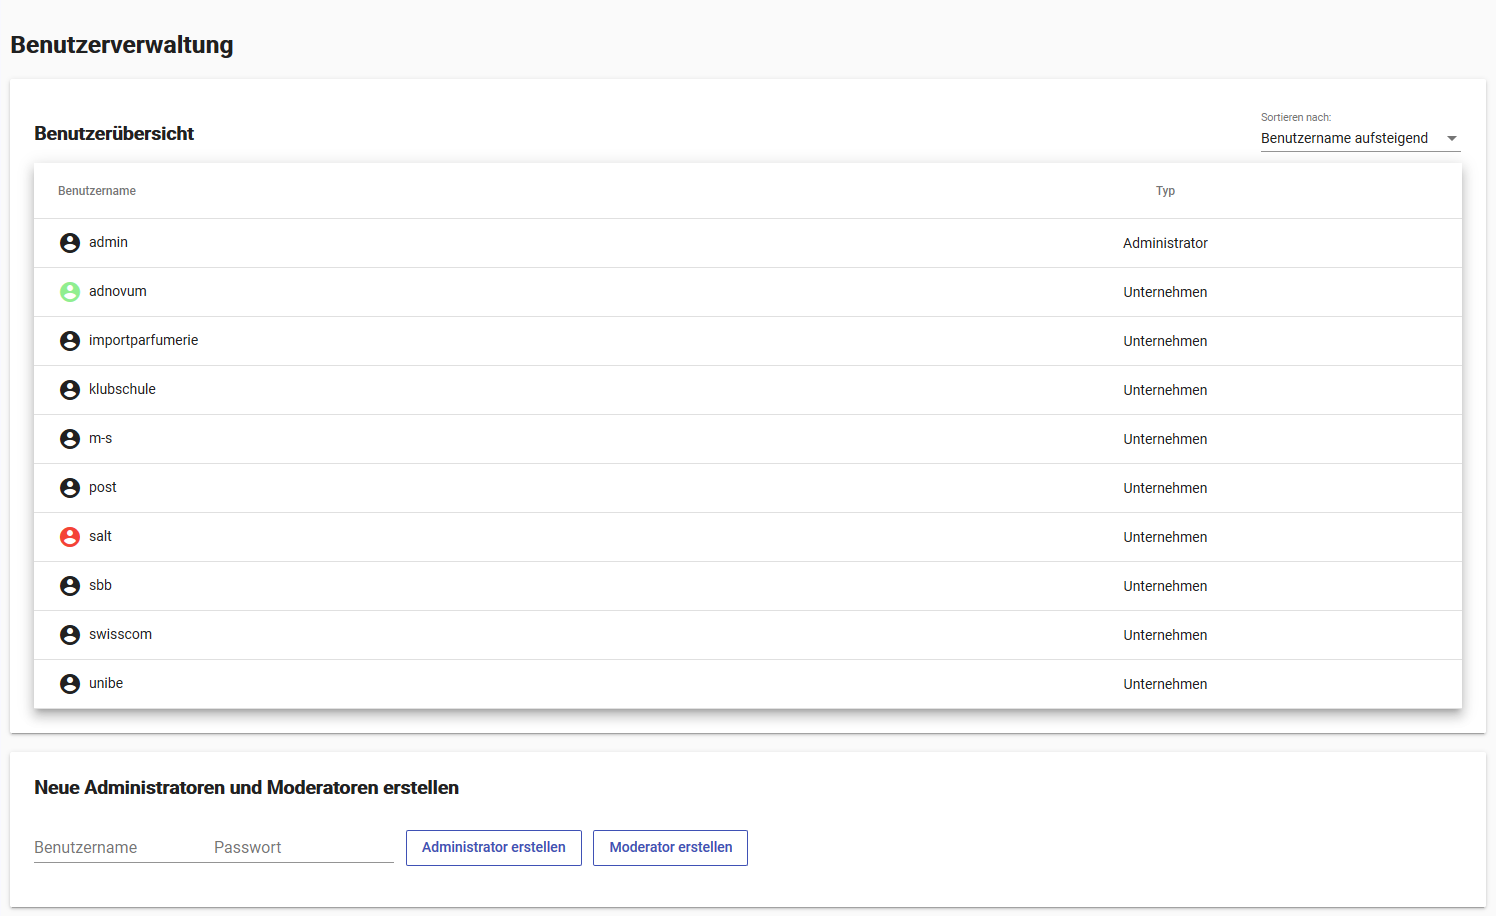 Benutzerverwaltung
Benutzerübersicht
Sortieren nach:
Benutzername aufsteigend
Benutzername Typ
admin Administrator
adnovum Unternehmen
importparfumerie Unternehmen
klubschule Unternehmen
m-s Unternehmen
post Unternehmen
salt Unternehmen
sbb Unternehmen
swisscom Unternehmen
unibe Unternehmen
Neue Administratoren und Moderatoren erstellen
Benutzername Passwort Administrator erstellen Moderator erstellen